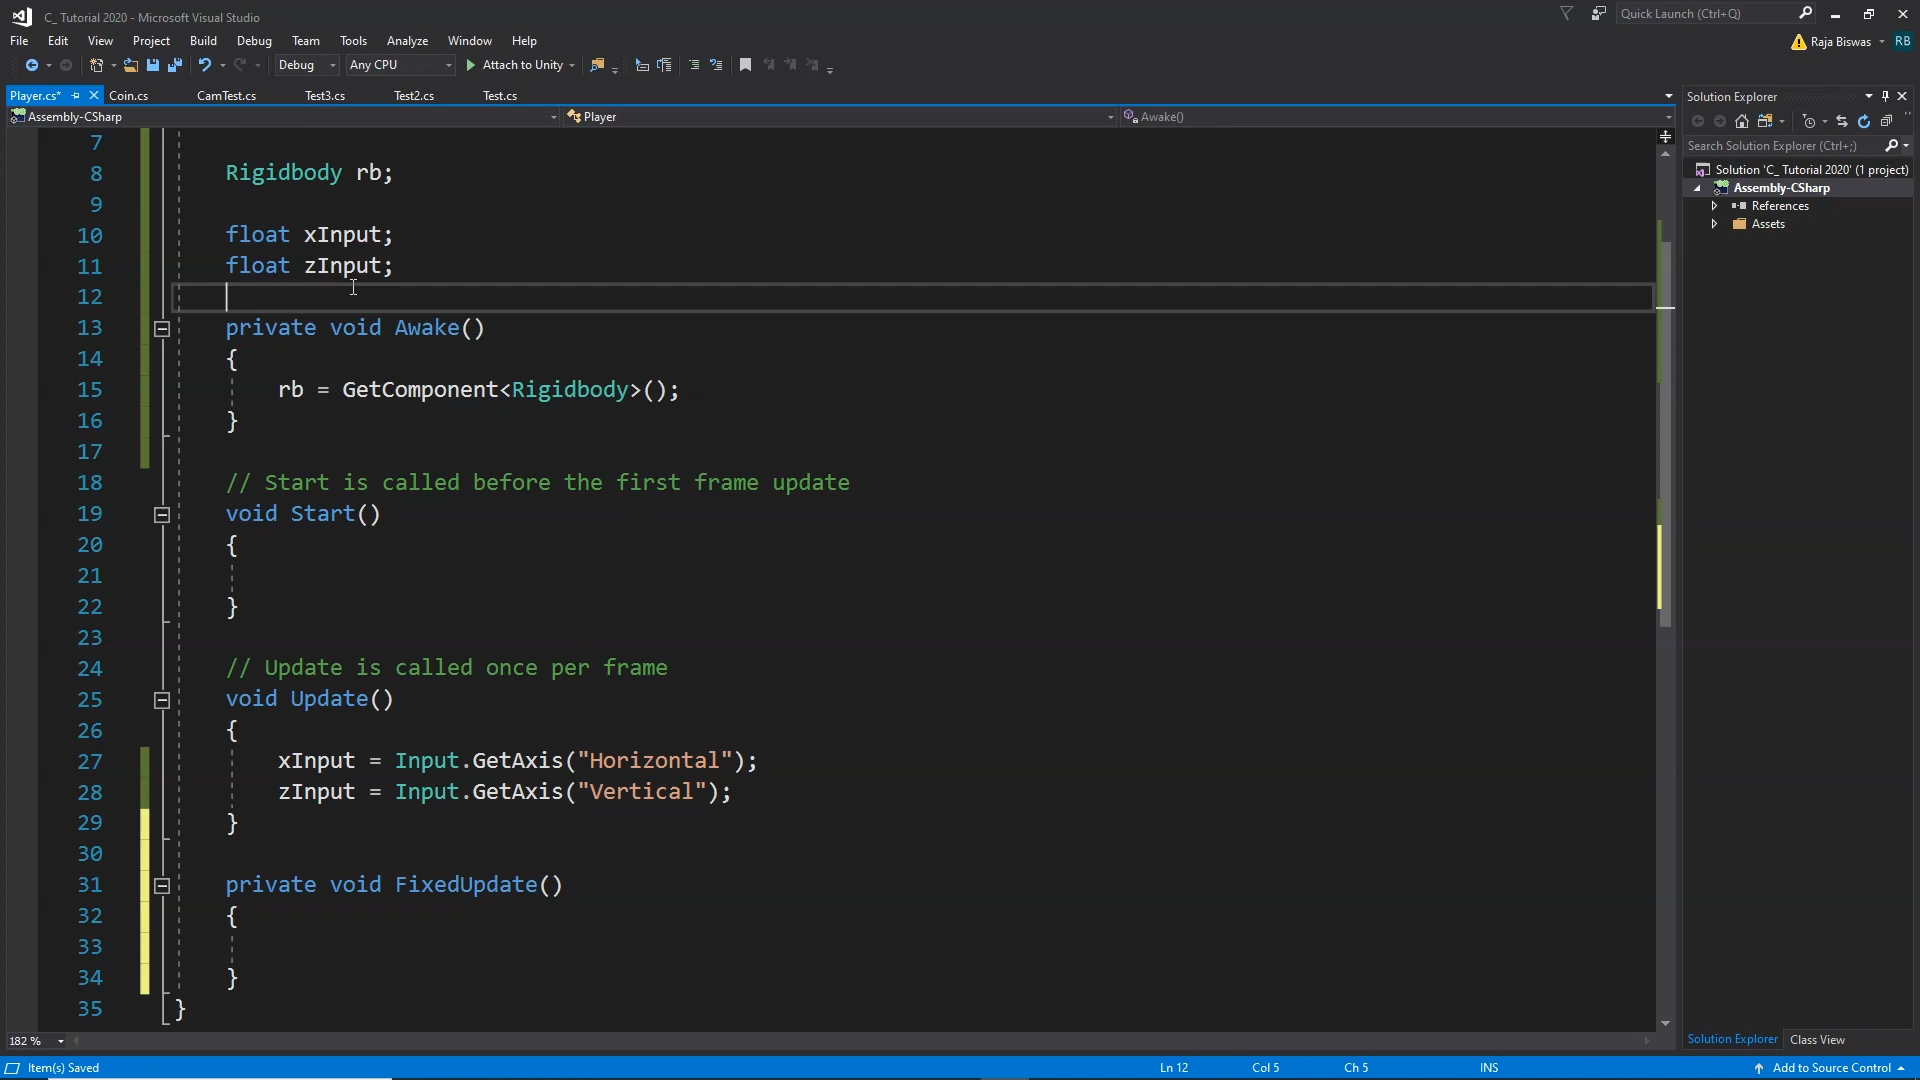 C_ Tutorial 2020 - Microsoft Visual Studio
Quick Launch (Ctrl+Q)
File Edit View Project Build Debug Team Tools Analyze Window Help
Raja Biswas RB
Debug Any CPU Attach to Unity
Player.cs* Coin.cs CamTest.cs Test3.cs Test2.cs Test.cs
Assembly-CSharp Player Awake()
7
8 Rigidbody rb;
9
10 float xInput;
11 float zInput;
12
13 private void Awake()
14 {
15 rb = GetComponent<Rigidbody>();
16 }
17
18 // Start is called before the first frame update
19 void Start()
20 {
21
22 }
23
24 // Update is called once per frame
25 void Update()
26 {
27 xInput = Input.GetAxis("Horizontal");
28 zInput = Input.GetAxis("Vertical");
29 }
30
31 private void FixedUpdate()
32 {
33
34 }
35 }
182 %
Solution Explorer
Search Solution Explorer (Ctrl+;)
Solution 'C_ Tutorial 2020' (1 project)
Assembly-CSharp
References
Assets
Solution Explorer Class View
Item(s) Saved Ln 12 Col 5 Ch 5 INS Add to Source Control